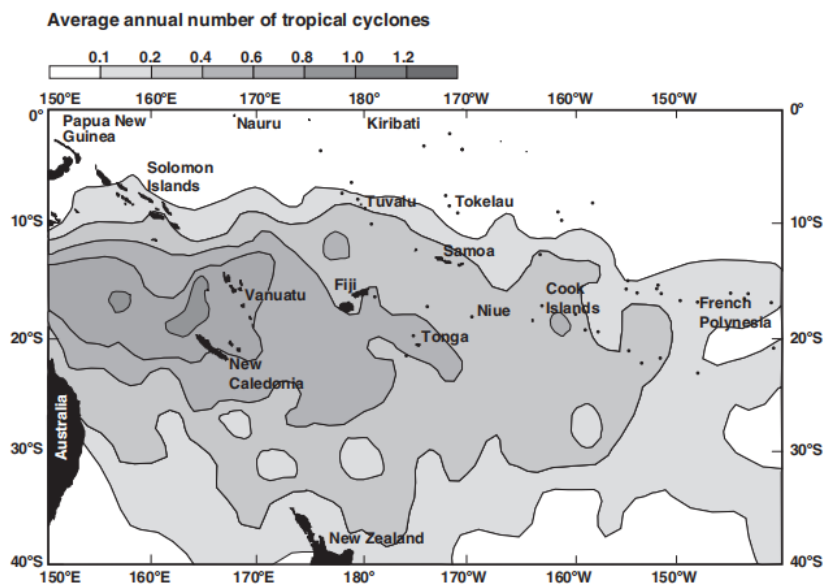 Average annual number of tropical cyclones
0.1 0.2 0.4 0.6 0.8 1.0 1.2
150°E 160°E 170°E 180° 170°W 160°W 150°W
0° 0°
Papua New
Guinea
Nauru
Kiribati
Solomon
Islands
Tuvalu
Tokelau
10°S 10°S
Samoa
Fiji
Vanuatu
Cook
Islands
Niue
French
Polynesia
20°S 20°S
Tonga
New
Caledonia
Australia
30°S 30°S
New Zealand
40°S 40°S
150°E 160°E 170°E 180° 170°W 160°W 150°W